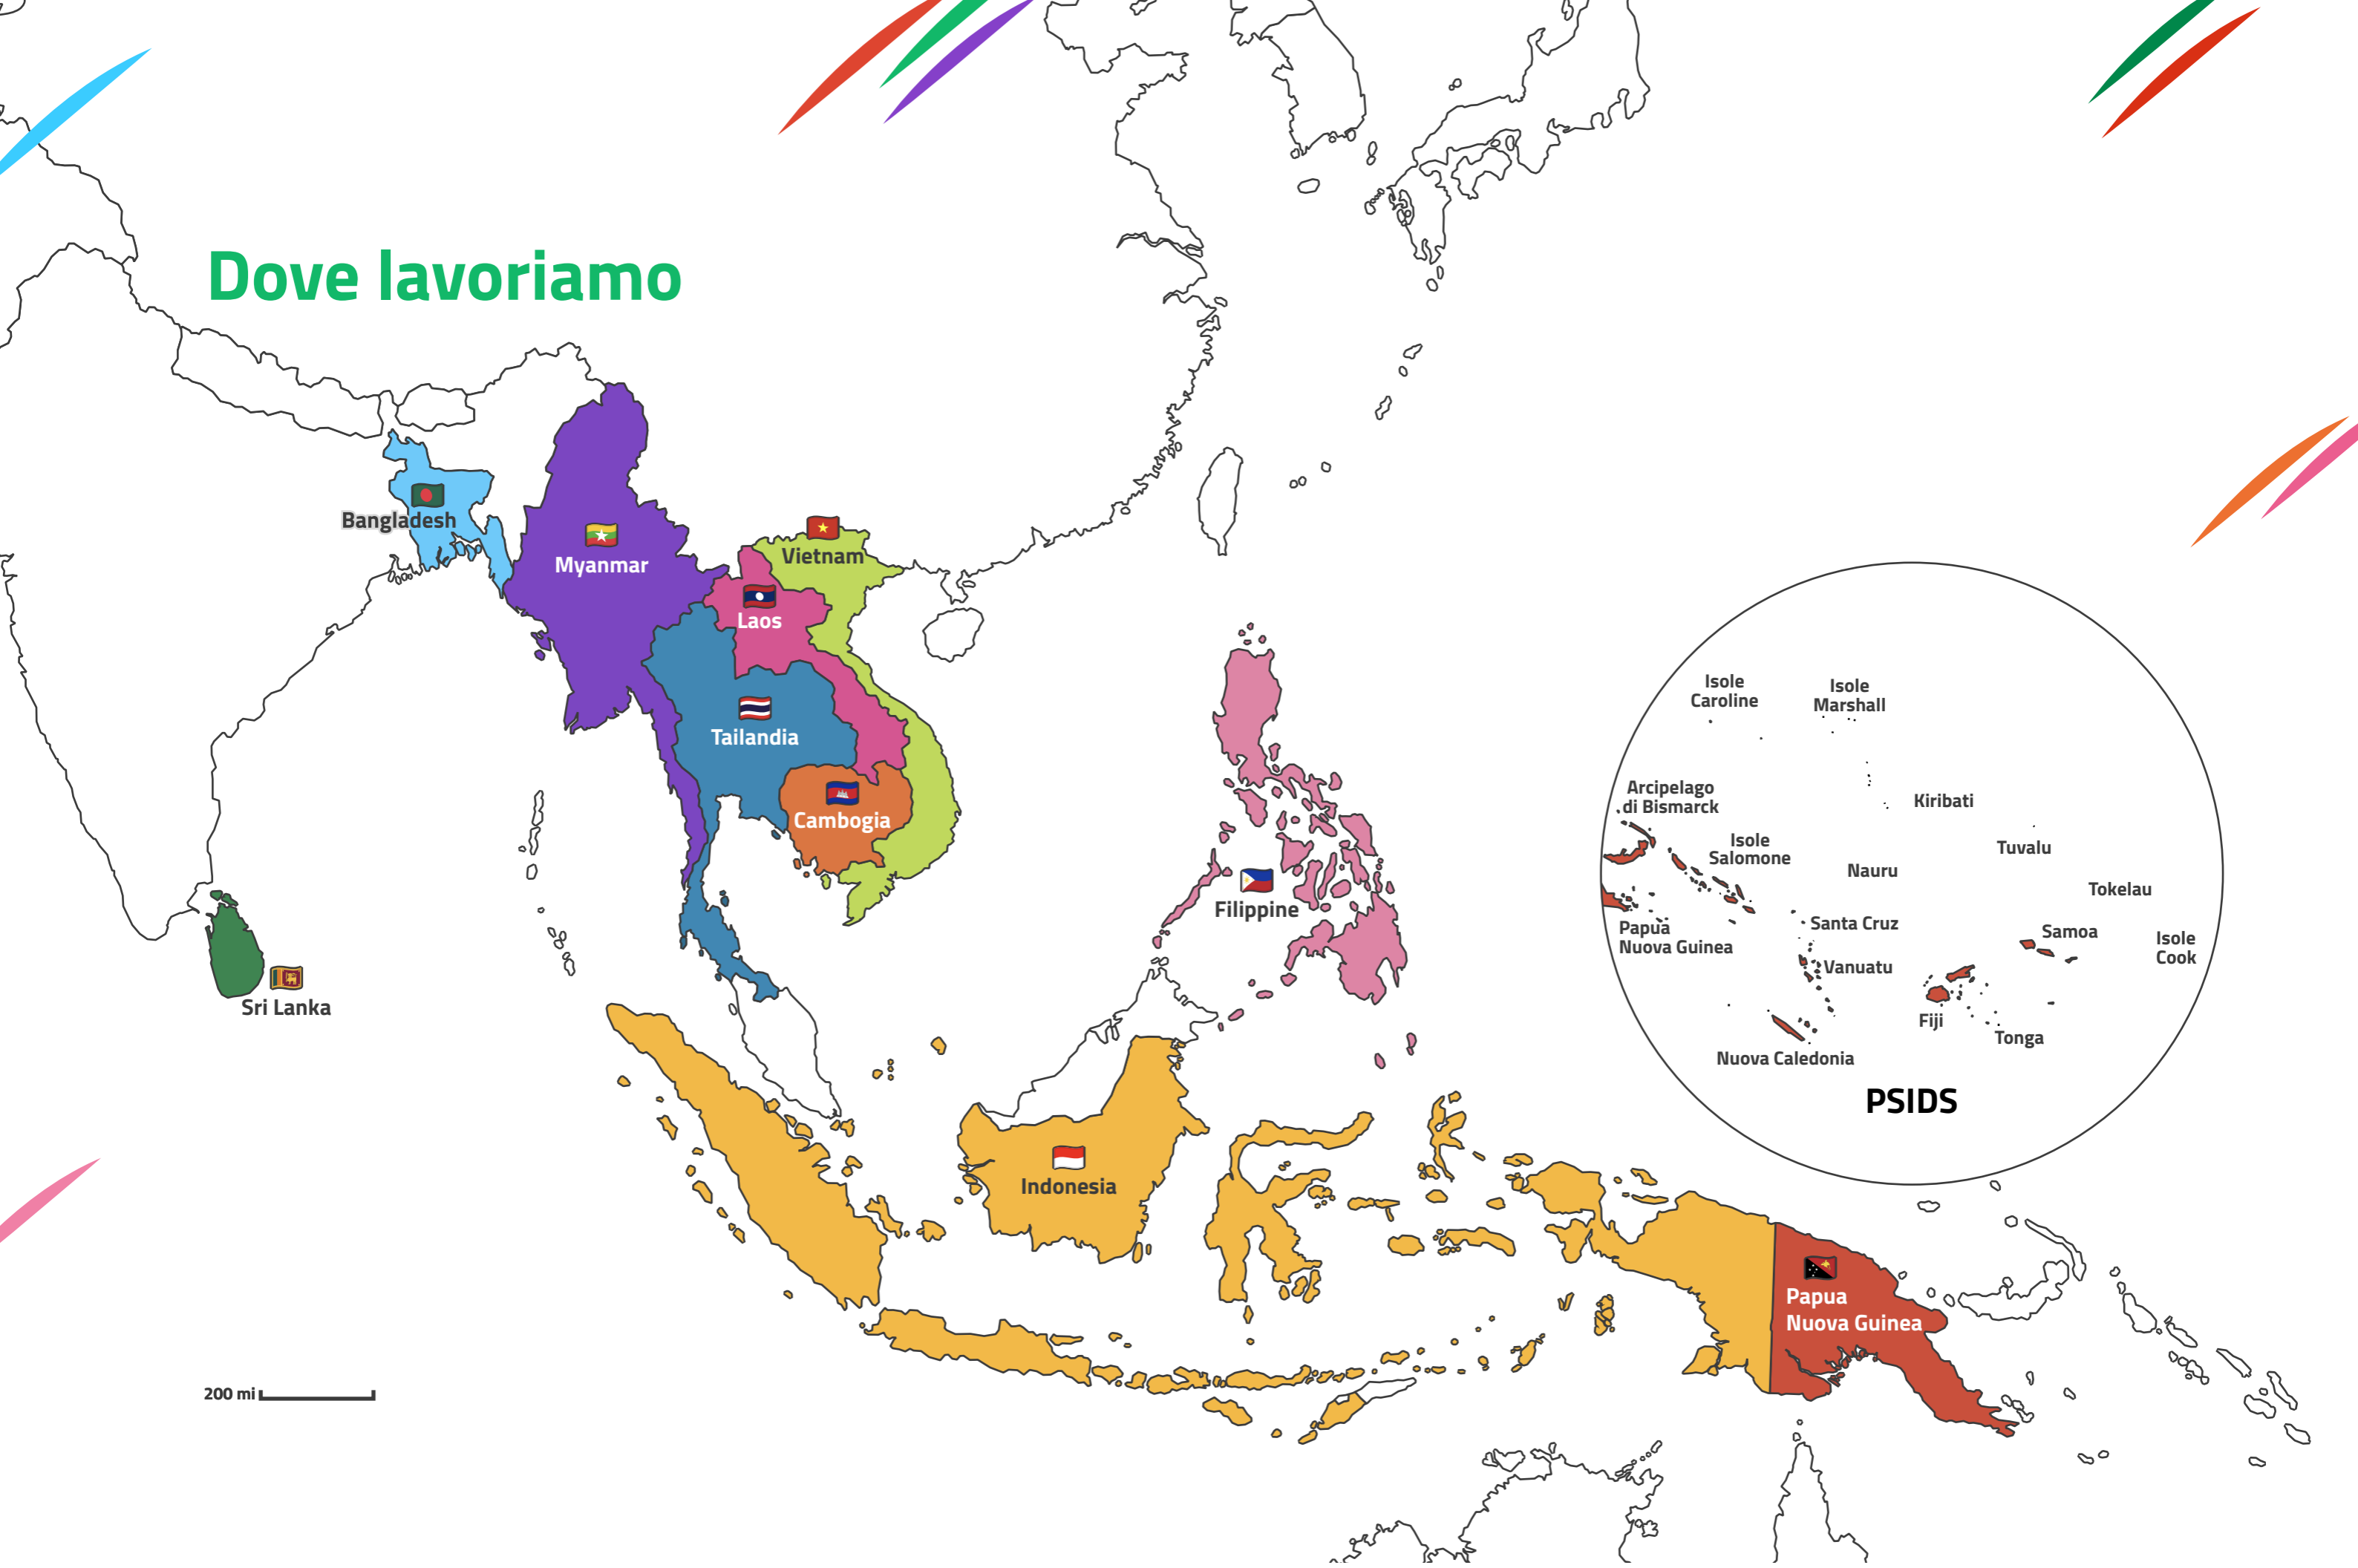 Dove lavoriamo
Bangladesh
Myanmar
Vietnam
Laos
Tailandia
Cambogia
Filippine
Sri Lanka
Indonesia
Papua
Nuova Guinea
200 mi
Isole
Caroline
Isole
Marshall
Arcipelago
di Bismarck
Kiribati
Isole
Salomone
Tuvalu
Nauru
Tokelau
Papua
Nuova Guinea
Santa Cruz
Samoa
Isole
Cook
Vanuatu
Fiji
Tonga
Nuova Caledonia
PSIDS